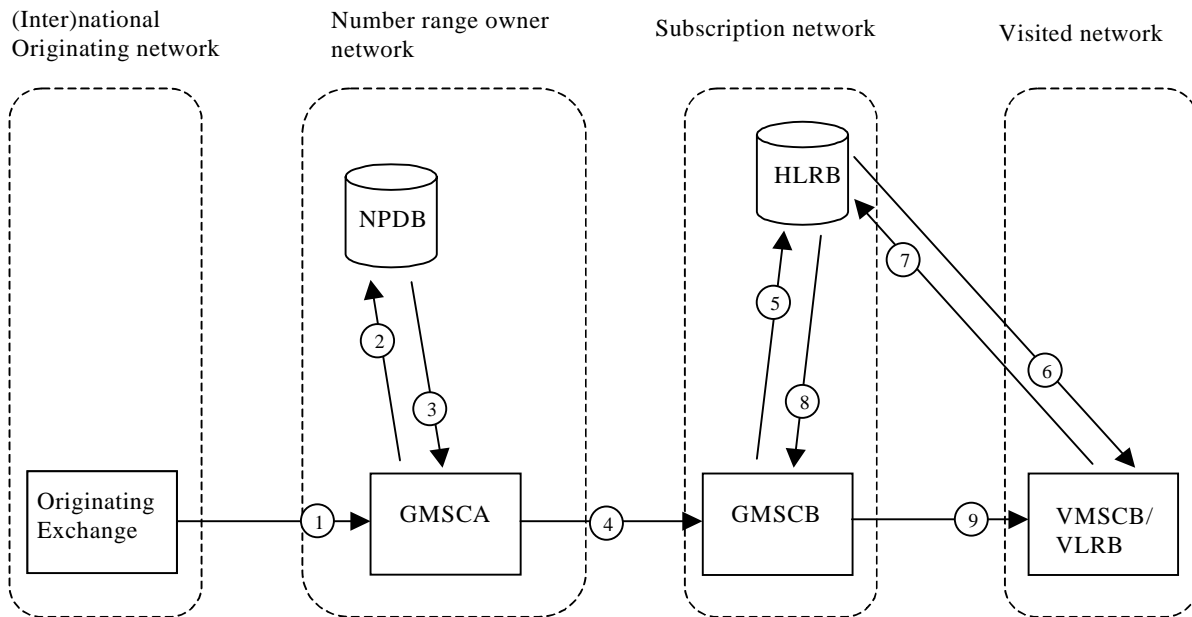 (Inter)national
Originating network
Number range owner
network
Subscription network
Visited network
HLRB
NPDB
7
5
2
6
3
8
Originating
Exchange
1
GMSCA
4
GMSCB
9
VMSCB/
VLRB